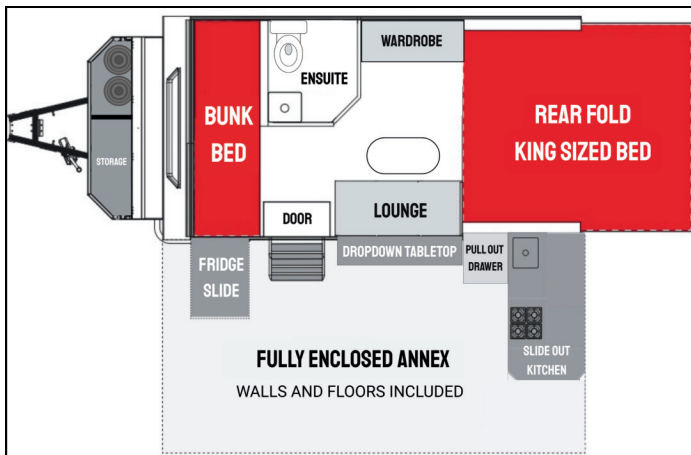 WARDROBE
ENSUITE
BUNK
BED
REAR FOLD
KING SIZED BED
STORAGE
LOUNGE
DOOR
DROPDOWN TABLETOP
PULL OUT
DRAWER
FRIDGE
SLIDE
SLIDE OUT
KITCHEN
FULLY ENCLOSED ANNEX
WALLS AND FLOORS INCLUDED